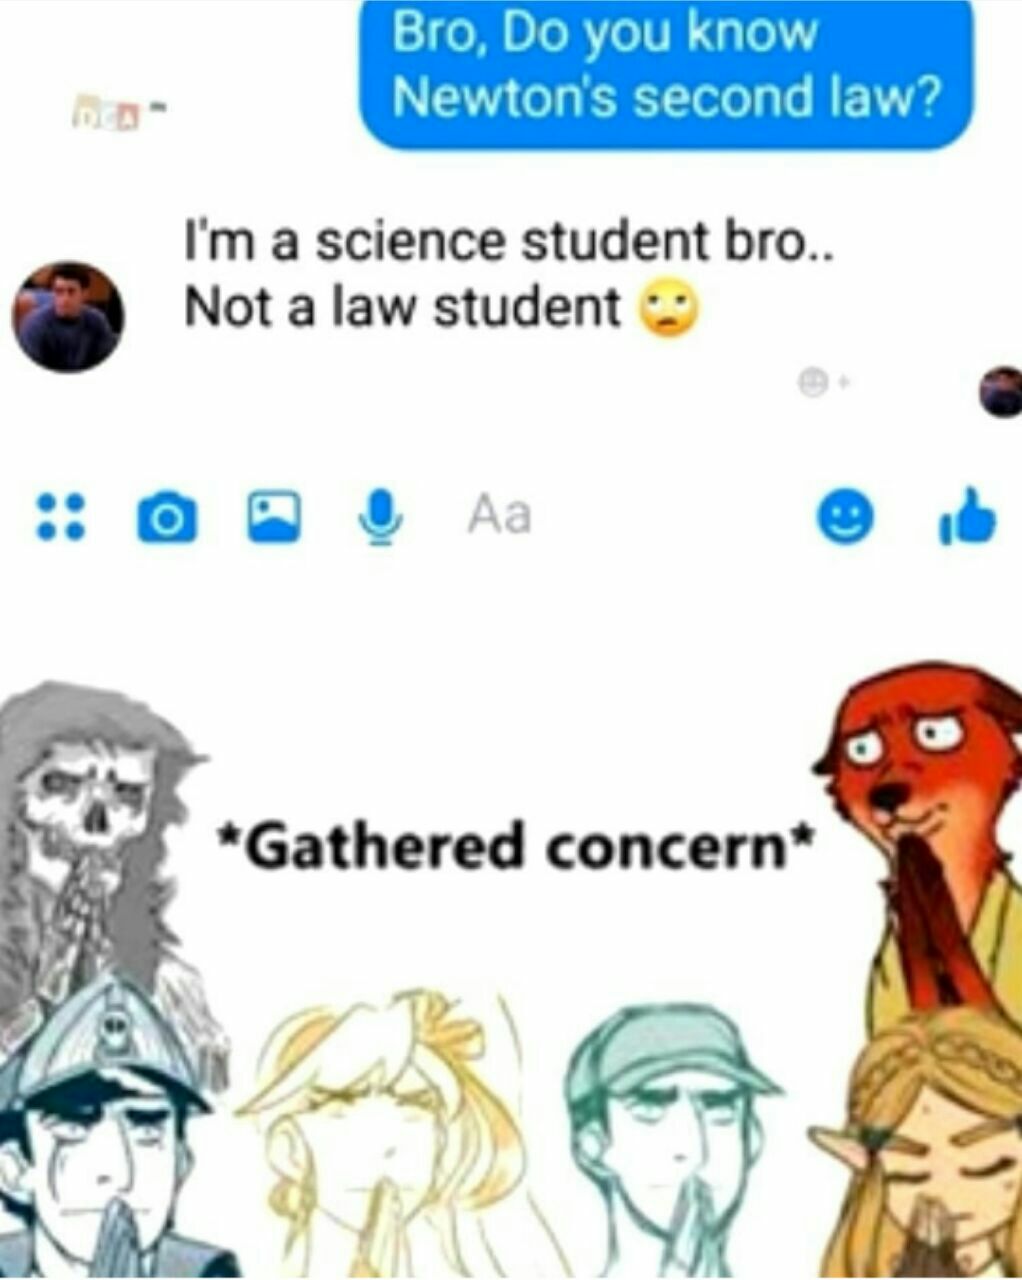 Bro, Do you know
Newton's second law?
I'm a science student bro..
Not a law student 🙄
Aa
*Gathered concern*